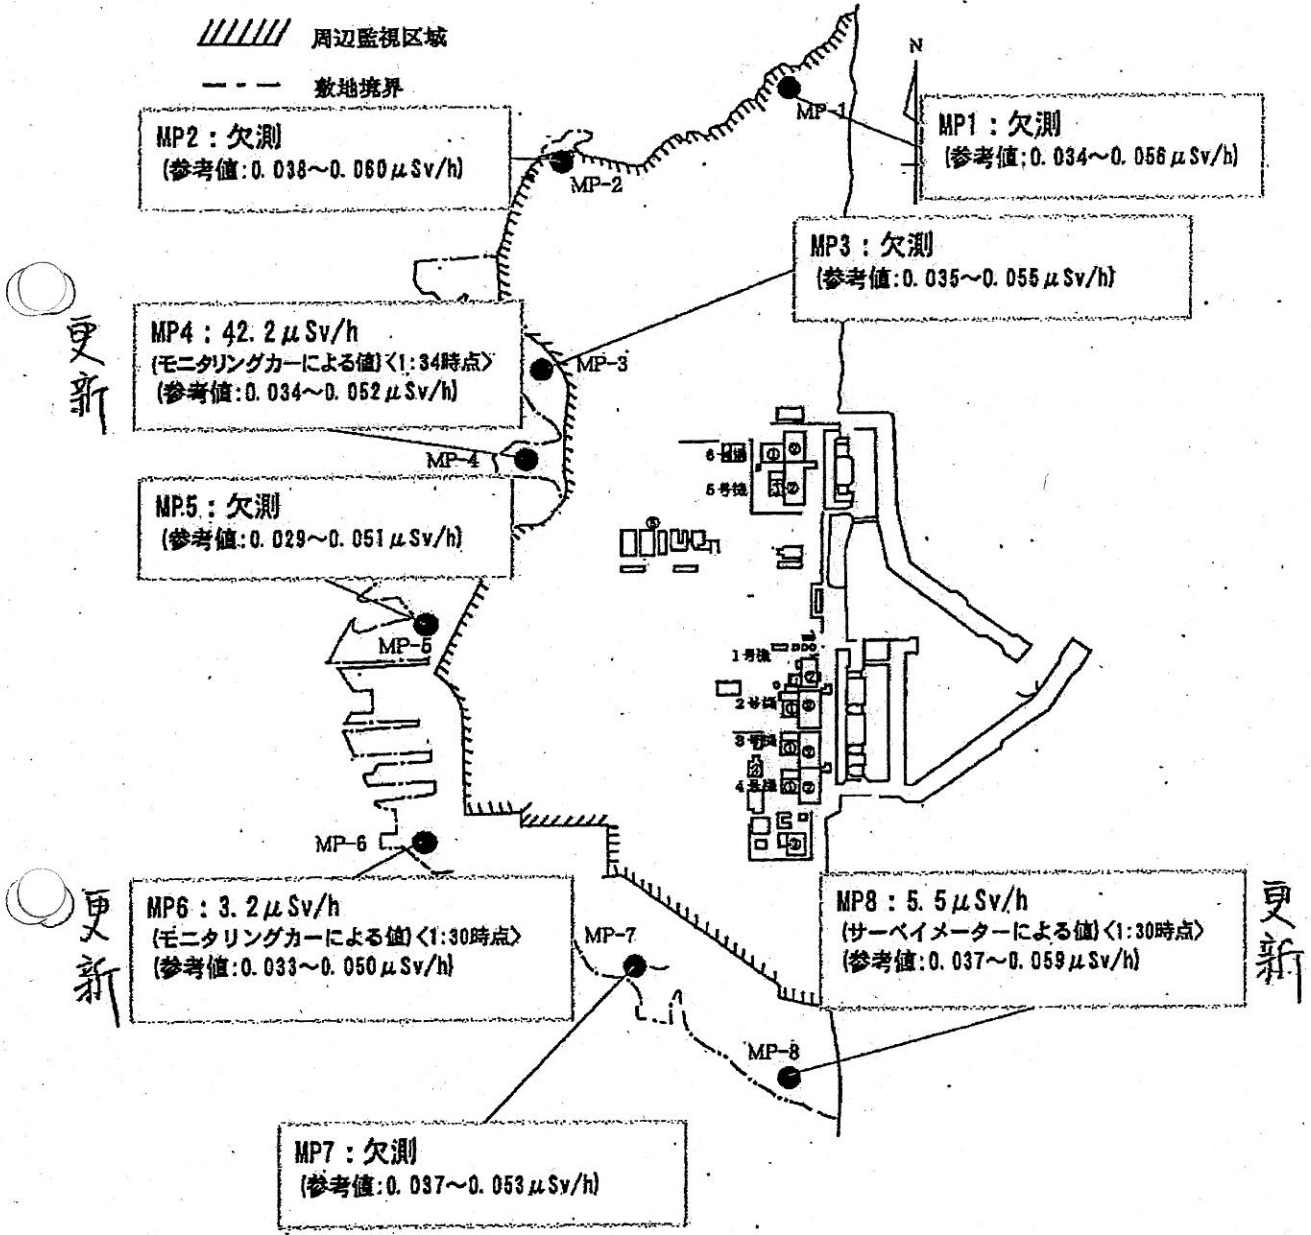 周辺監視区域
敷地境界
N
MP2：欠測
(参考値:0.038～0.060μSv/h)
MP-2
MP-1
MP1：欠測
(参考値:0.034～0.056μSv/h)
MP3：欠測
(参考値:0.035～0.055μSv/h)
更新
MP4：42.2μSv/h
(モニタリングカーによる値)<1:34時点>
(参考値:0.034～0.052μSv/h)
MP-3
MP-4
6号機
5号機
MP5：欠測
(参考値:0.029～0.051μSv/h)
MP-5
1号機
2号機
3号機
4号機
MP-6
更新
MP6：3.2μSv/h
(モニタリングカーによる値)<1:30時点>
(参考値:0.033～0.050μSv/h)
MP-7
MP8：5.5μSv/h
(サーベイメーターによる値)<1:30時点>
(参考値:0.037～0.059μSv/h)
更新
MP-8
MP7：欠測
(参考値:0.037～0.053μSv/h)